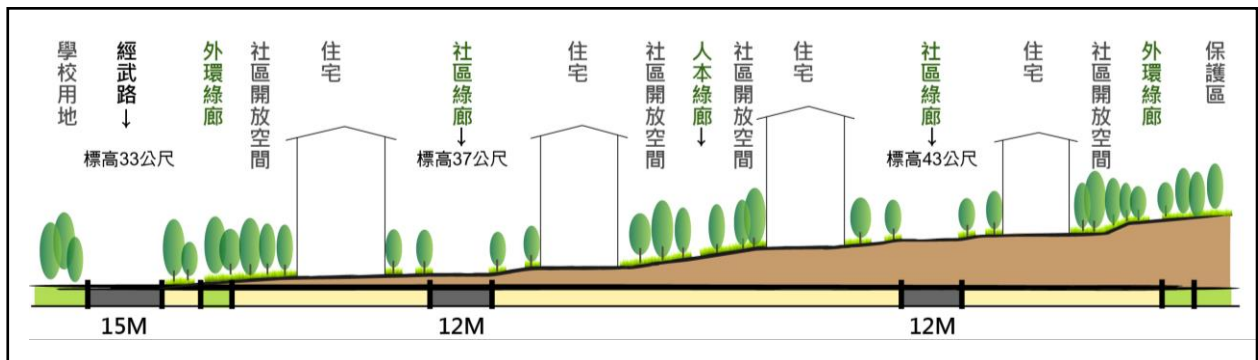 學校用地
經武路
↓
標高33公尺
外環綠廊
社區開放空間
住宅
社區綠廊
↓
標高37公尺
住宅
社區開放空間
人本綠廊
↓
社區開放空間
住宅
社區綠廊
↓
標高43公尺
住宅
社區開放空間
外環綠廊
保護區
15M
12M
12M